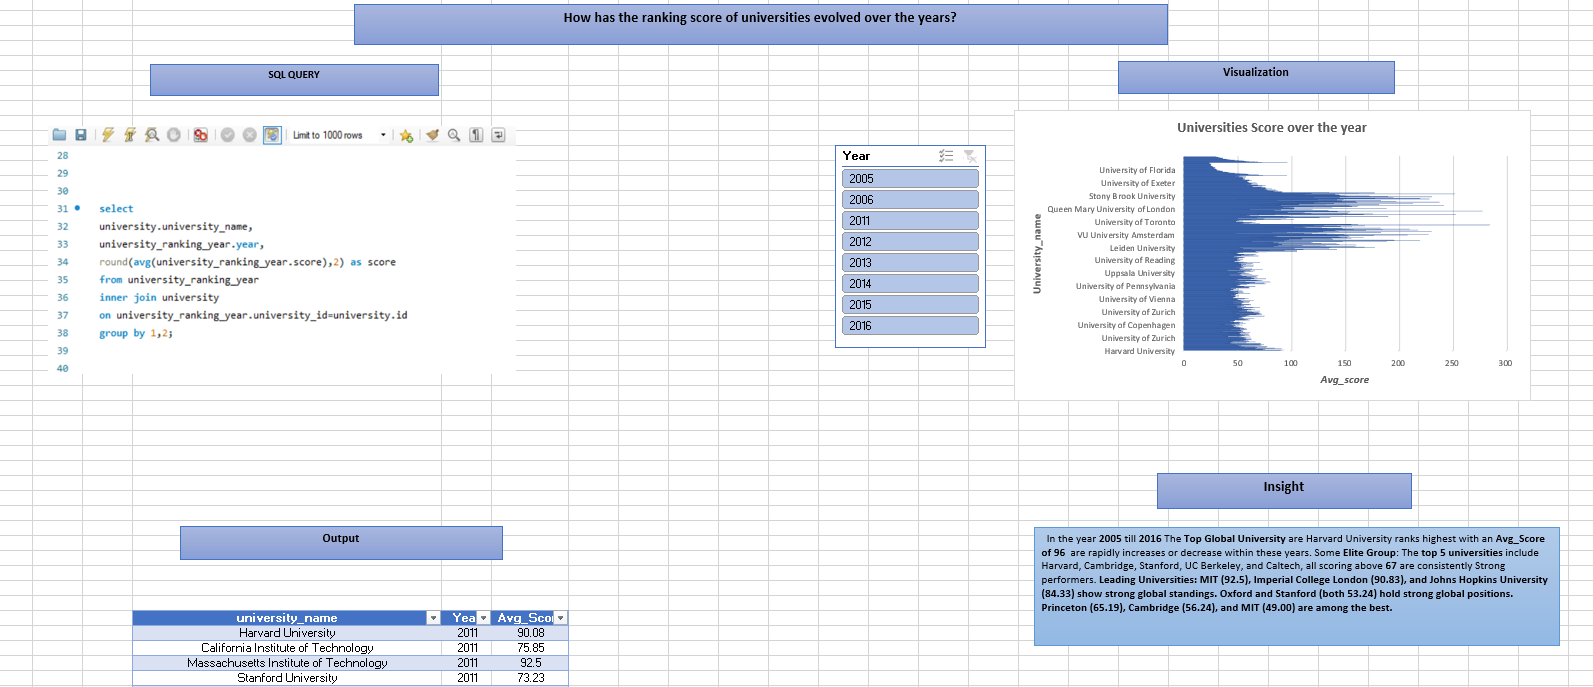 How has the ranking score of universities evolved over the years?
SQL QUERY
Limit to 1000 rows
28
29
30
31 select
32 university.university_name,
33 university_ranking_year.year,
34 round(avg(university_ranking_year.score),2) as score
35 from university_ranking_year
36 inner join university
37 on university_ranking_year.university_id=university.id
38 group by 1,2;
39
40
Year
2005
2006
2011
2012
2013
2014
2015
2016
Visualization
Universities Score over the year
University_name
University of Florida
University of Exeter
Stony Brook University
Queen Mary University of London
University of Toronto
VU University Amsterdam
Leiden University
University of Reading
Uppsala University
University of Pennsylvania
University of Vienna
University of Zurich
University of Copenhagen
University of Zurich
Harvard University
0 50 100 150 200 250 300
Avg_score
Insight
In the year 2005 till 2016 The Top Global University are Harvard University ranks highest with an Avg_Score
of 96 are rapidly increases or decrease within these years. Some Elite Group: The top 5 universities include
Harvard, Cambridge, Stanford, UC Berkeley, and Caltech, all scoring above 67 are consistently Strong
performers. Leading Universities: MIT (92.5), Imperial College London (90.83), and Johns Hopkins University
(84.33) show strong global standings. Oxford and Stanford (both 53.24) hold strong global positions.
Princeton (65.19), Cambridge (56.24), and MIT (49.00) are among the best.
Output
university_name Yea Avg_Scor
Harvard University 2011 90.08
California Institute of Technology 2011 75.85
Massachusetts Institute of Technology 2011 92.5
Stanford University 2011 73.23